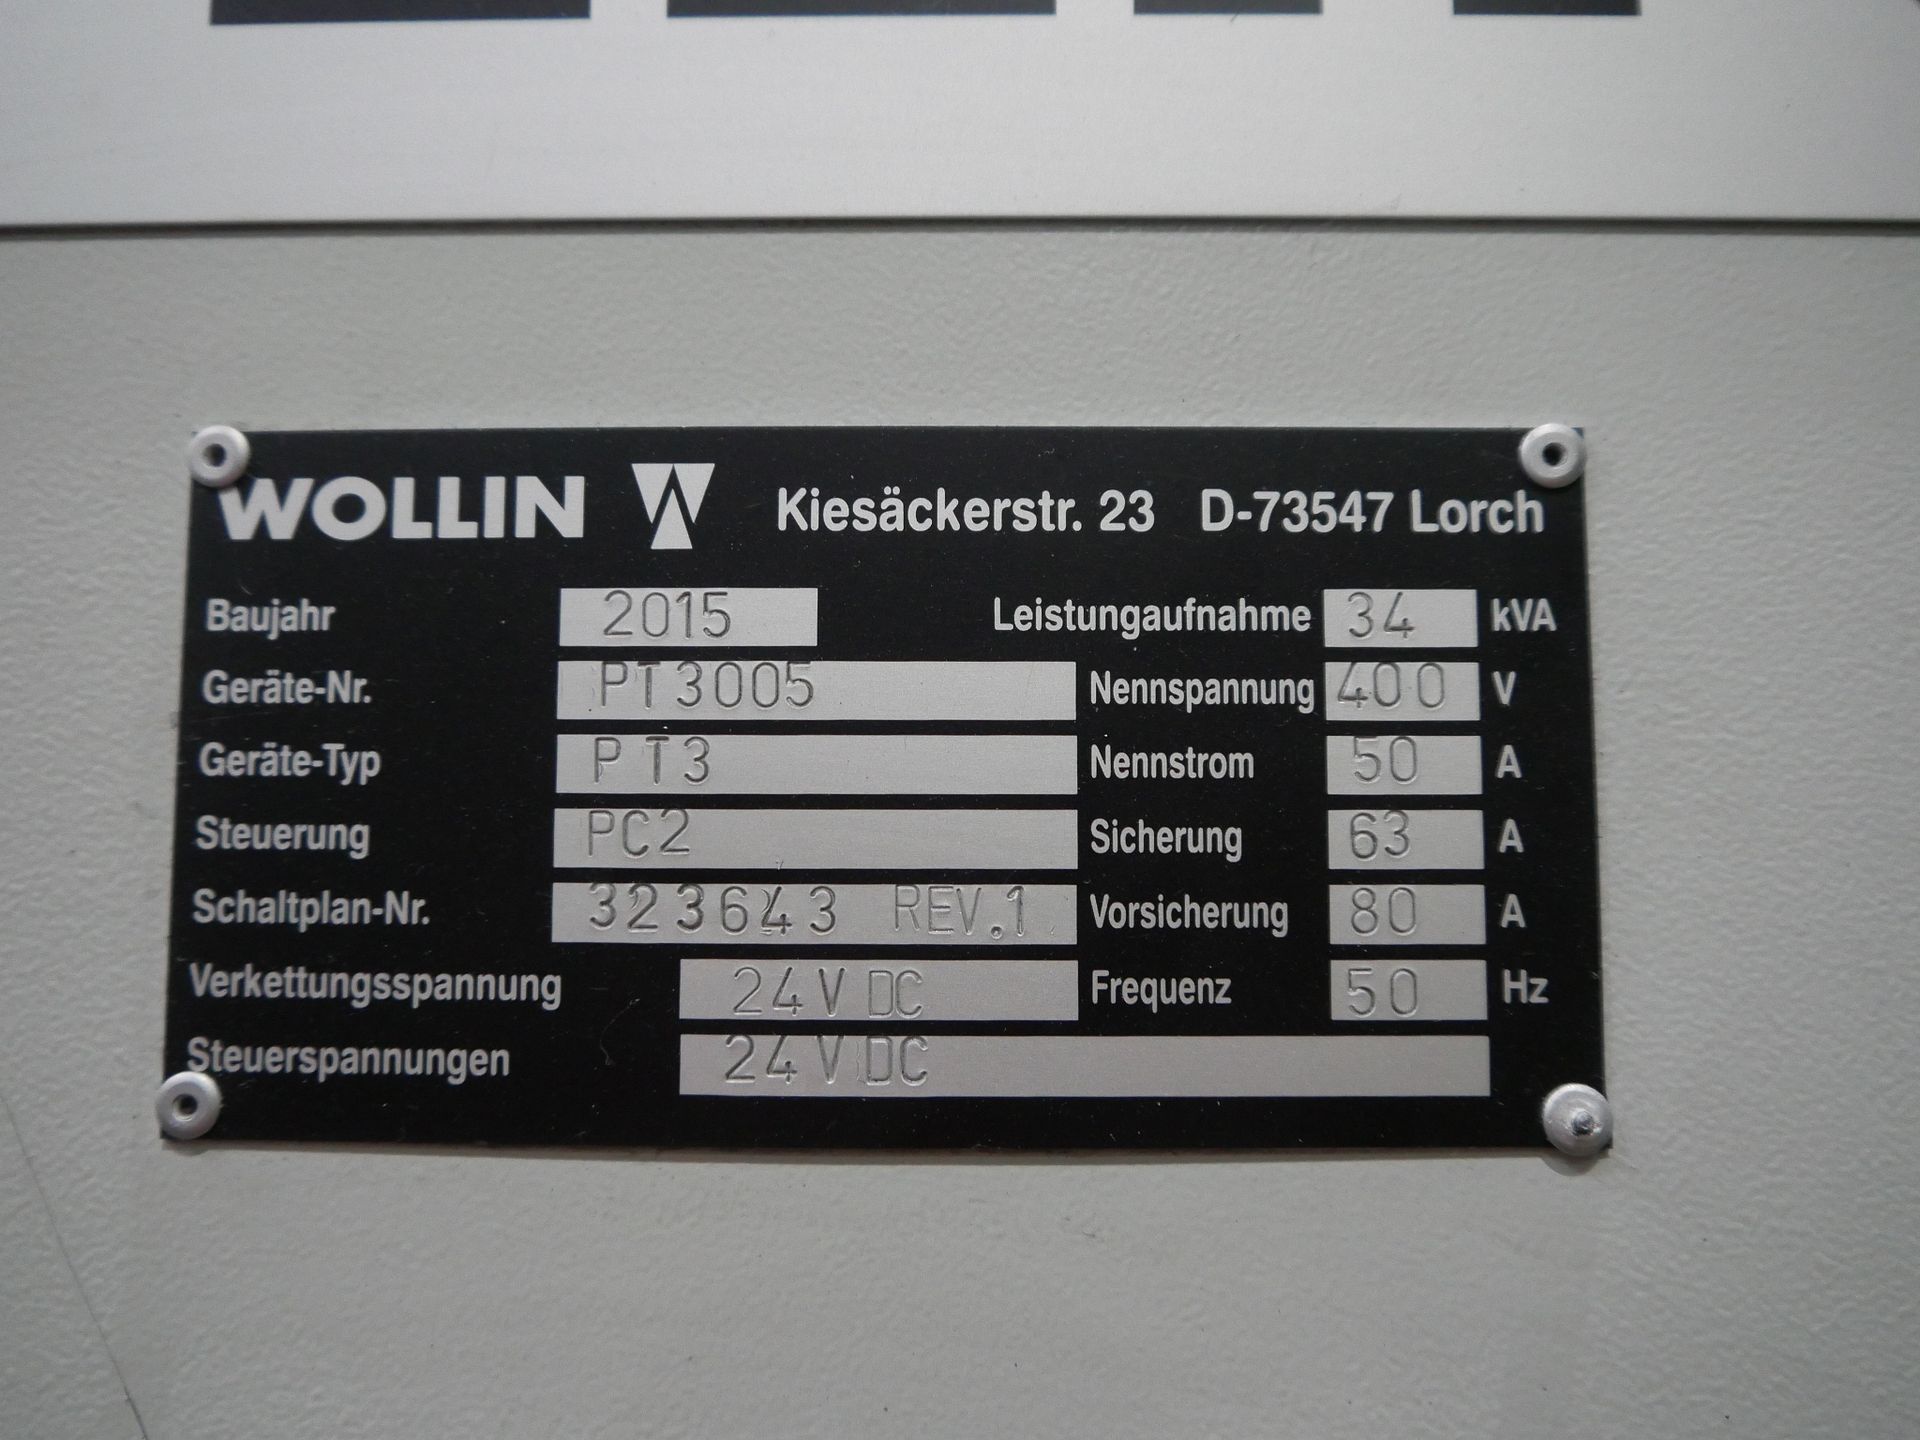 WOLLIN Kiesäckerstr. 23 D-73547 Lorch
Baujahr 2015 Leistungaufnahme 34 kVA
Geräte-Nr. PT3005 Nennspannung 400 V
Geräte-Typ PT3 Nennstrom 50 A
Steuerung PC2 Sicherung 63 A
Schaltplan-Nr. 323643 REV.1 Vorsicherung 80 A
Verkettungsspannung 24V DC Frequenz 50 Hz
Steuerspannungen 24V DC